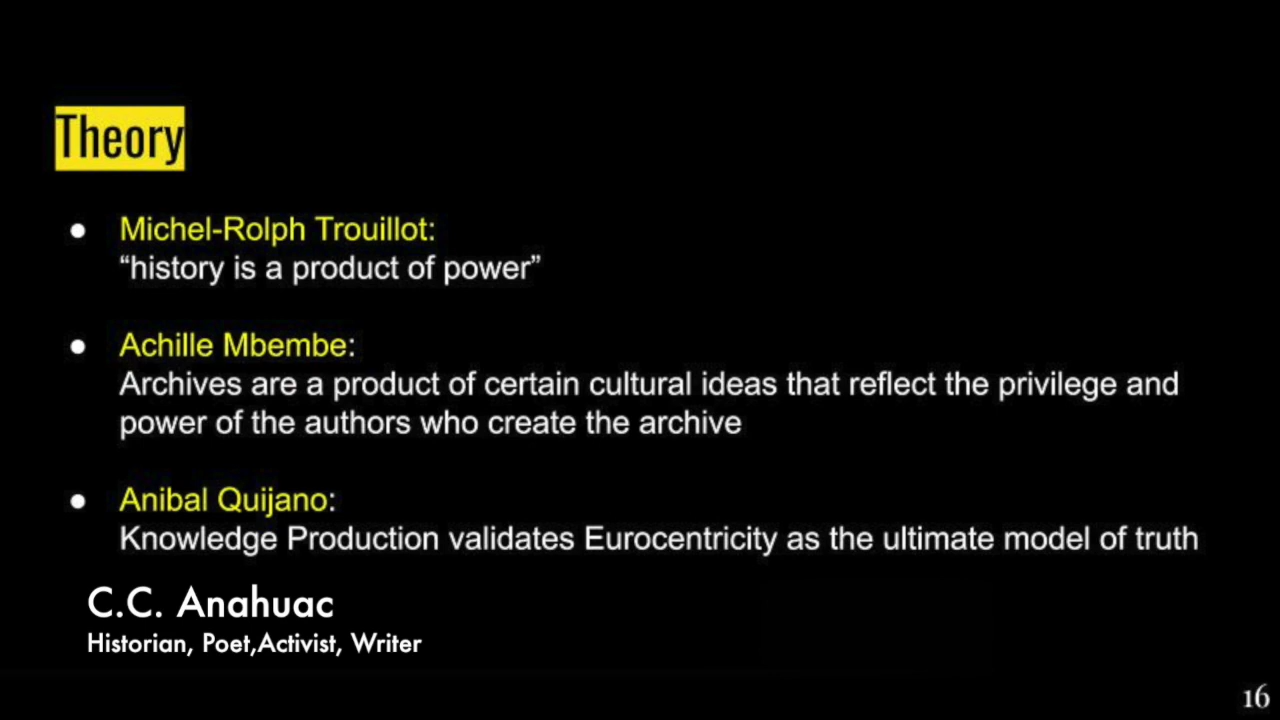 Theory
● Michel-Rolph Trouillot:
“history is a product of power”
● Achille Mbembe:
Archives are a product of certain cultural ideas that reflect the privilege and
power of the authors who create the archive
● Anibal Quijano:
Knowledge Production validates Eurocentricity as the ultimate model of truth
C.C. Anahuac
Historian, Poet,Activist, Writer
16